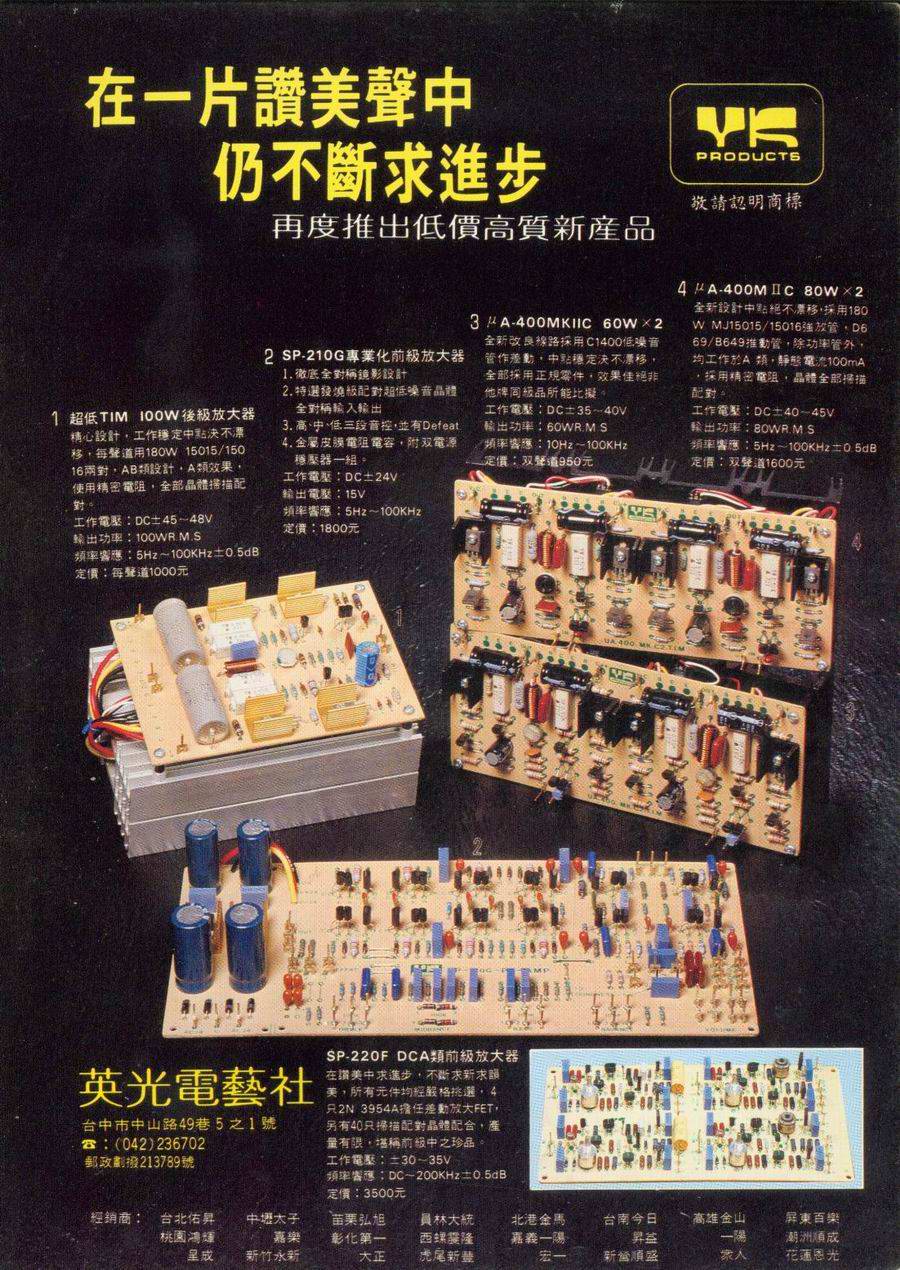 在一片讚美聲中
仍不斷求進步
再度推出低價高質新産品
YK
PRODUCTS
敬請認明商標
1 超低TIM 100W後級放大器
精心設計，工作穩定中點決不漂
移，每聲道用180W 15015/150
16兩對，AB類設計，A類效果，
使用精密電阻，全部晶體掃描配
對。
工作電壓：DC±45～48V
輸出功率：100WR.M.S
頻率響應：5Hz～100KHz±0.5dB
定價：每聲道1000元
2 SP-210G專業化前級放大器
1.徹底全對稱鏡影設計
2.特選發燒級配對超低噪音晶體
全對稱輸入輸出
3.高·中·低三段音控，並有Defeat
4.金屬皮膜電阻電容，附双電源
穩壓器一組。
工作電壓：DC±24V
輸出電壓：15V
頻率響應：5Hz～100KHz
定價：1800元
3 μA-400MKIIC 60W×2
全新改良線路採用C1400低噪音
管作差動，中點穩定決不漂移，
全部採用正規零件，效果佳絕非
他牌同級品所能比擬。
工作電壓：DC±35～40V
輸出功率：60WR.M.S
頻率響應：10Hz～100KHz
定價：双聲道950元
4 μA-400MⅡC 80W×2
全新設計中點絕不漂移，採用180
W MJ15015/15016強放管，D6
69/B649推動管，除功率管外，
均工作於A類，靜態電流100mA
，採用精密電阻，晶體全部掃描
配對。
工作電壓：DC±40～45V
輸出功率：80WR.M.S
頻率響應：5Hz～100KHz±0.5dB
定價：双聲道1600元
1
4
YK
UA.400.MK.C2.TIM
3
YK
2
英光電藝社
台中市中山路49巷5之1號
☎：(042)236702
郵政劃撥213789號
SP-220F DCA類前級放大器
在讚美中求進步，不斷求新求韻
美，所有元件均經嚴格挑選，4
只2N 3954A擔任差動放大FET，
另有40只掃描配對晶體配合，產
量有限，堪稱前級中之珍品。
工作電壓：±30～35V
頻率響應：DC～200KHz±0.5dB
定價：3500元
經銷商： 台北佑昇 中壢太子 苗栗弘旭 員林大統 北港金馬 台南今日 高雄金山 屏東百樂
桃園鴻輝 嘉樂 彰化第一 西螺震隆 嘉義一陽 昇益 一陽 潮洲順成
呈成 新竹永新 大正 虎尾新豐 宏一 新營順盛 衆人 花蓮恩光